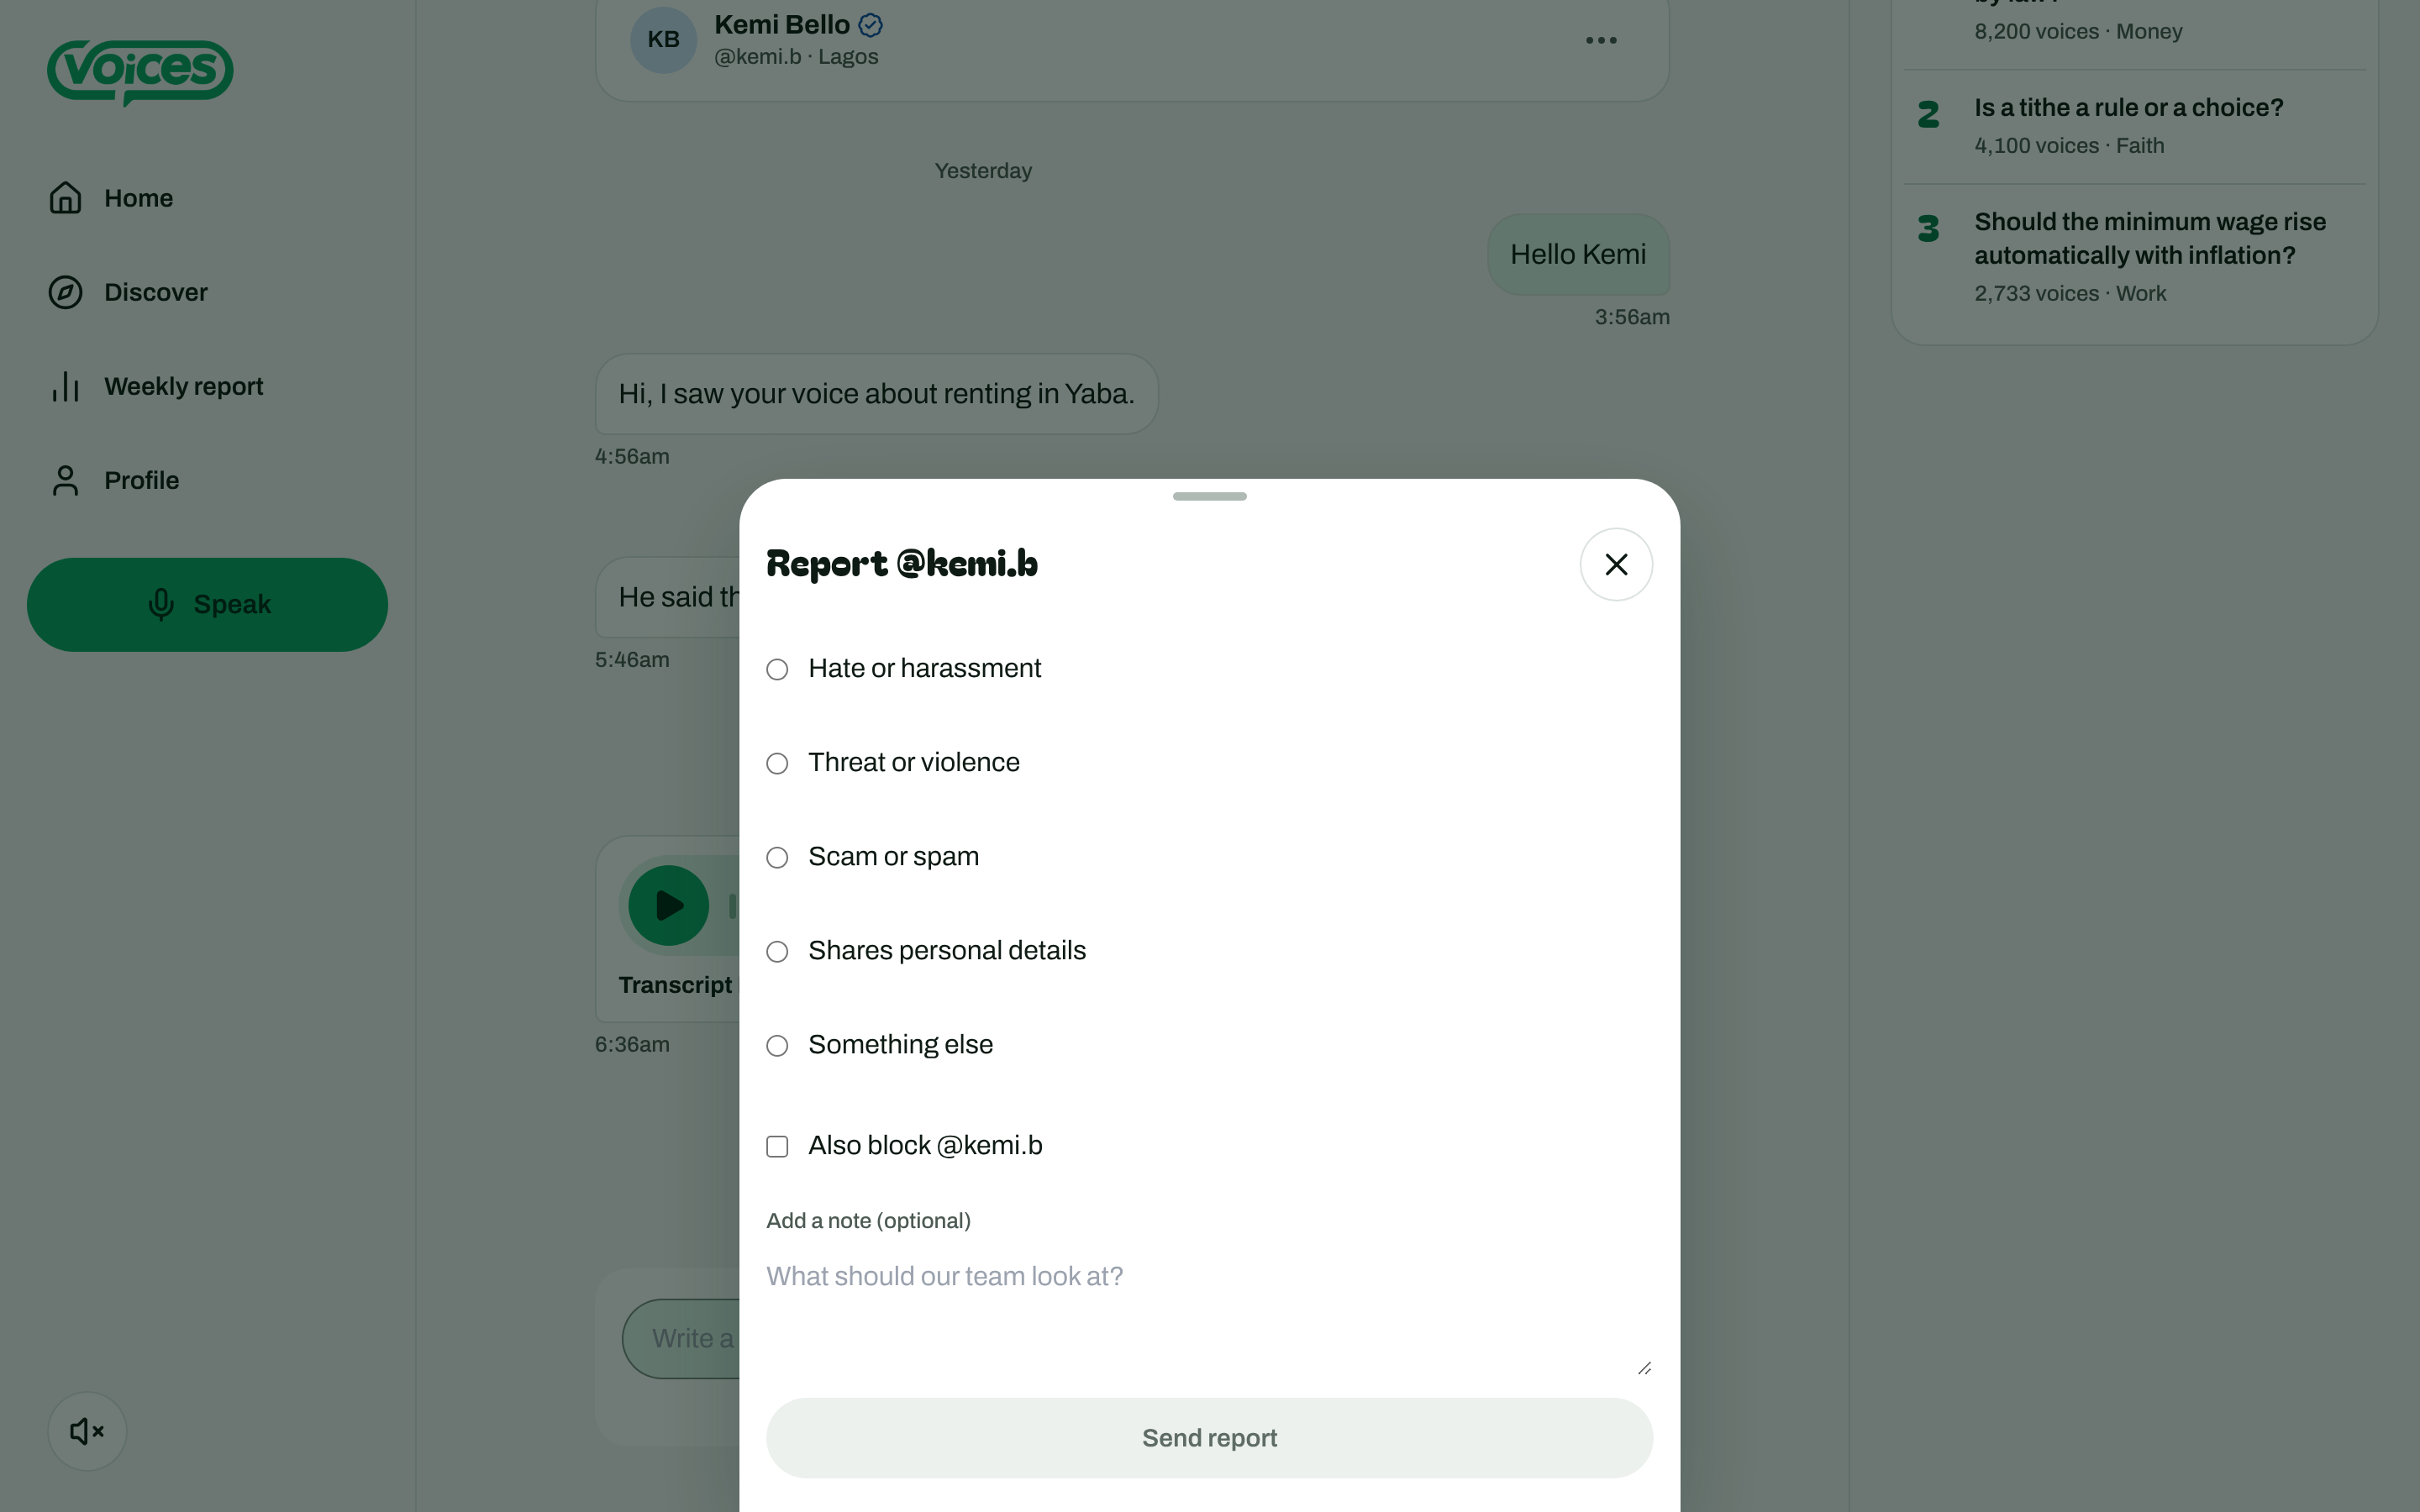 Voices
Home
Discover
Weekly report
Profile
Speak
KB
Kemi Bello
@kemi.b · Lagos
Yesterday
Hello Kemi
3:56am
Hi, I saw your voice about renting in Yaba.
4:56am
He said
5:46am
Transcript
6:36am
Write a
Report @kemi.b
Hate or harassment
Threat or violence
Scam or spam
Shares personal details
Something else
Also block @kemi.b
Add a note (optional)
What should our team look at?
Send report
8,200 voices · Money
2
Is a tithe a rule or a choice?
4,100 voices · Faith
3
Should the minimum wage rise
automatically with inflation?
2,733 voices · Work